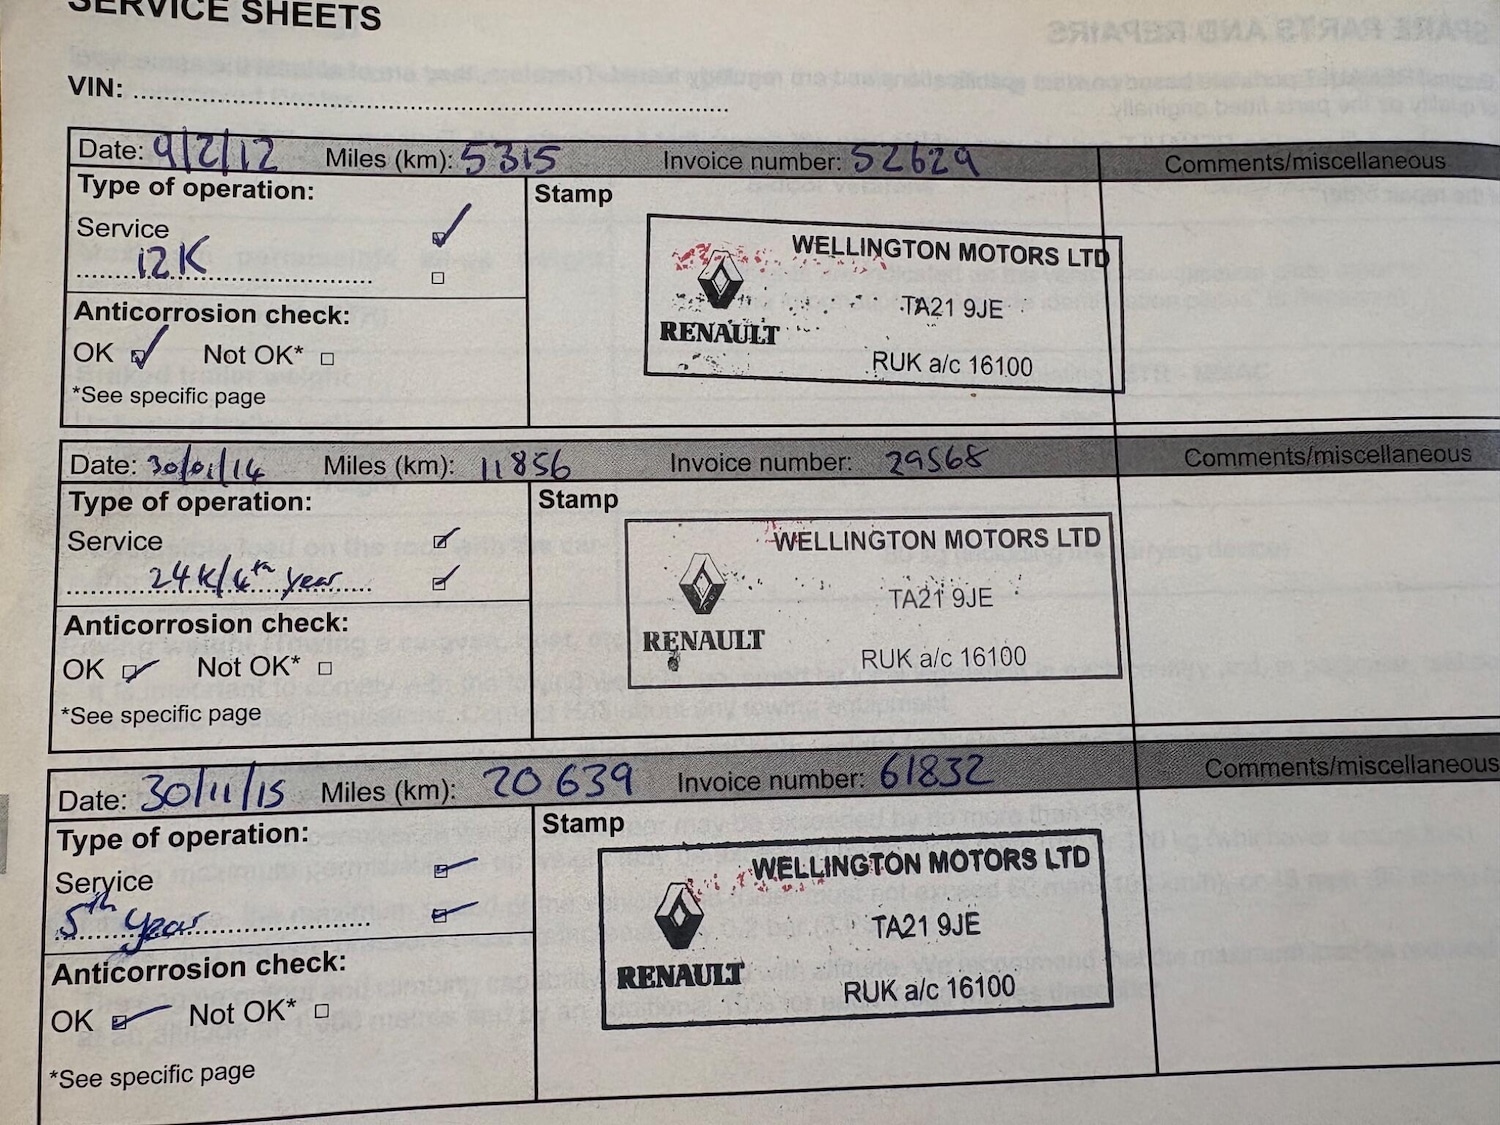 SERVICE SHEETS
VIN:
Date: 9/2/12 Miles (km): 5315 Invoice number: 52629 Comments/miscellaneous
Type of operation:
Stamp
Service
12K
Anticorrosion check:
OK Not OK*
*See specific page
WELLINGTON MOTORS LTD
TA21 9JE
RENAULT
RUK a/c 16100
Date: 30/01/14 Miles (km): 11856 Invoice number: 29568 Comments/miscellaneous
Type of operation:
Stamp
Service
24K/4th year
Anticorrosion check:
OK Not OK*
*See specific page
WELLINGTON MOTORS LTD
TA21 9JE
RENAULT
RUK a/c 16100
Date: 30/11/15 Miles (km): 20639 Invoice number: 61832 Comments/miscellaneous
Type of operation:
Stamp
Service
5th year
Anticorrosion check:
OK Not OK*
*See specific page
WELLINGTON MOTORS LTD
TA21 9JE
RENAULT
RUK a/c 16100